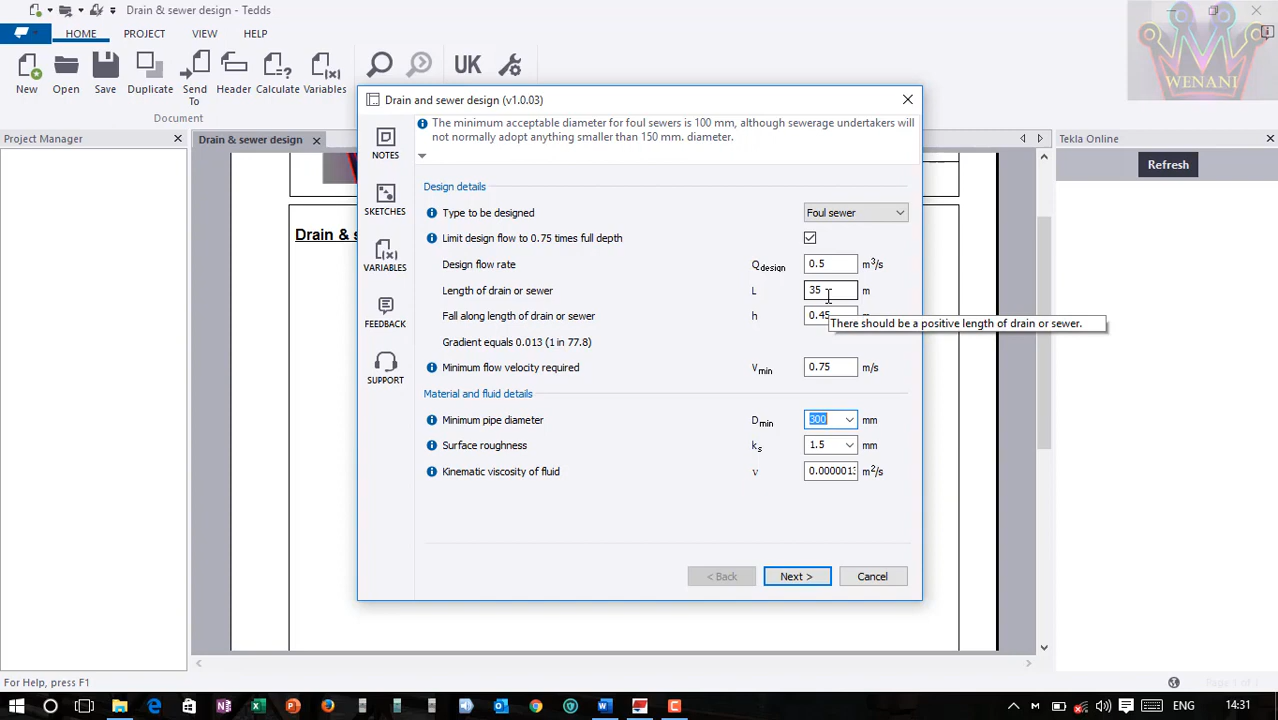 Drain & sewer design - Tedds
HOME PROJECT VIEW HELP
New Open Save Duplicate Send To Header Calculate Variables
UK
Document
WENANI
Project Manager
Drain & sewer design
Tekla Online
Refresh
Drain & s
Drain and sewer design (v1.0.03)
NOTES
SKETCHES
VARIABLES
FEEDBACK
SUPPORT
The minimum acceptable diameter for foul sewers is 100 mm, although sewerage undertakers will
not normally adopt anything smaller than 150 mm. diameter.
Design details
Type to be designed Foul sewer
Limit design flow to 0.75 times full depth
Design flow rate Qdesign 0.5 m³/s
Length of drain or sewer L 35 m
Fall along length of drain or sewer h 0.45
There should be a positive length of drain or sewer.
Gradient equals 0.013 (1 in 77.8)
Minimum flow velocity required Vmin 0.75 m/s
Material and fluid details
Minimum pipe diameter Dmin 300 mm
Surface roughness ks 1.5 mm
Kinematic viscosity of fluid ν 0.000001 m²/s
< Back Next > Cancel
For Help, press F1
Page 1 of 1
ENG 14:31